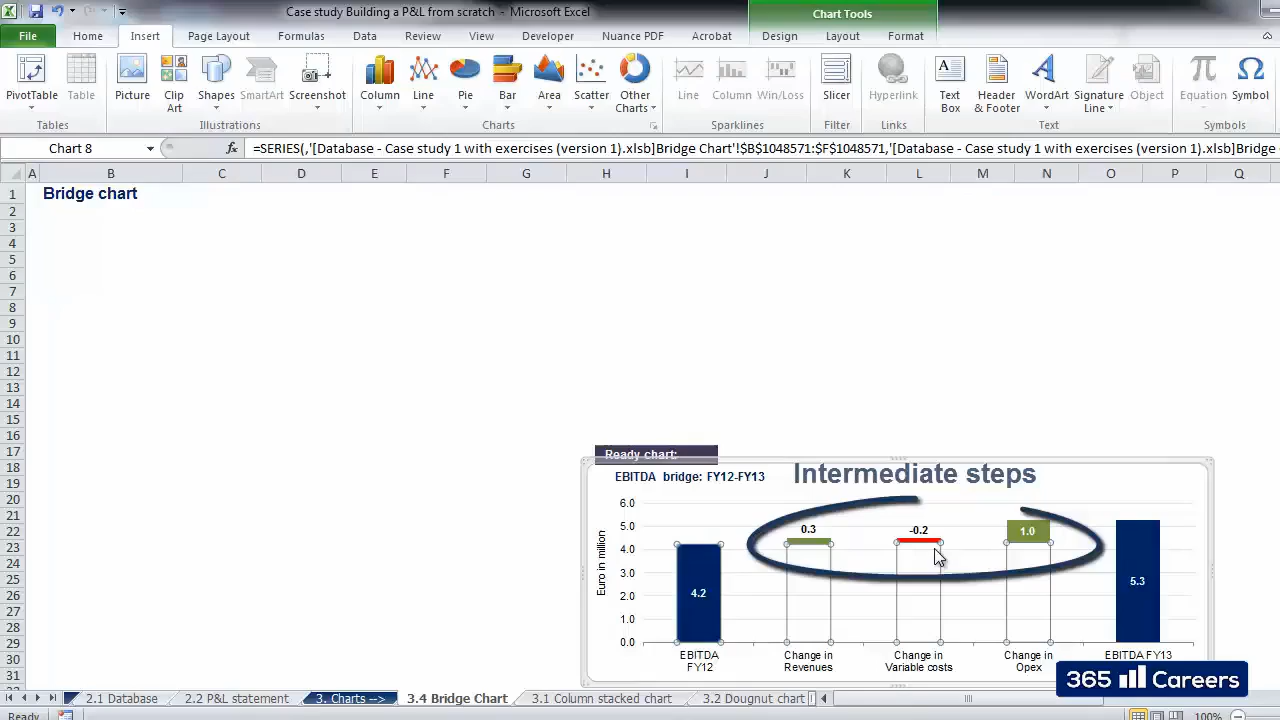 Case study Building a P&L from scratch - Microsoft Excel
Chart Tools
File Home Insert Page Layout Formulas Data Review View Developer Nuance PDF Acrobat Design Layout Format
PivotTable Table Picture Clip Art Shapes SmartArt Screenshot Column Line Pie Bar Area Scatter Other Charts Line Column Win/Loss Slicer Hyperlink Text Box Header & Footer WordArt Signature Line Object Equation Symbol
Tables Illustrations Charts Sparklines Filter Links Text Symbols
Chart 8 fx =SERIES(,'[Database - Case study 1 with exercises (version 1).xlsb]Bridge Chart'!$B$1048571:$F$1048571,'[Database - Case study 1 with exercises (version 1).xlsb]Bridge
A B C D E F G H I J K L M N O P Q
1 Bridge chart
2
3
4
5
6
7
8
9
10
11
12
13
14
15
16
17 Ready chart:
18 EBITDA bridge: FY12-FY13 Intermediate steps
19
20 6.0
21 5.0
22 0.3 -0.2 1.0
23 4.0
24 3.0
25 Euro in million
26 2.0 4.2 5.3
27 1.0
28
29 0.0
30 EBITDA FY12 Change in Revenues Change in Variable costs Change in Opex EBITDA FY13
31
365 Careers
2.1 Database 2.2 P&L statement 3. Charts --> 3.4 Bridge Chart 3.1 Column stacked chart 3.2 Dougnut chart
Ready 100%